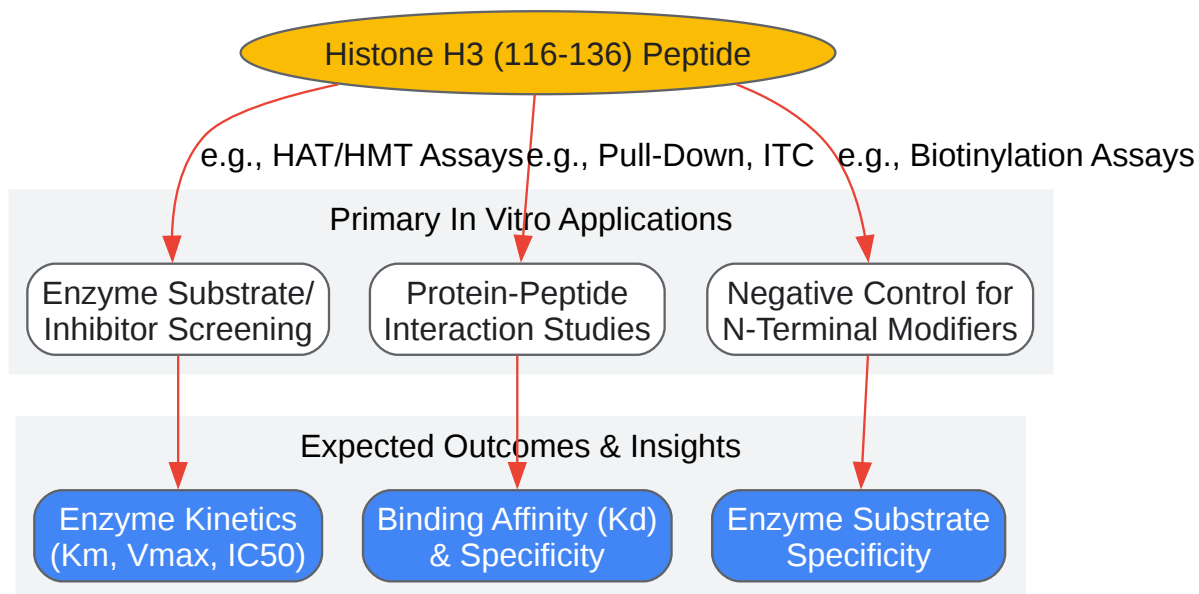 Histone H3 (116-136) Peptide
e.g., HAT/HMT Assays
e.g., Pull-Down, ITC
e.g., Biotinylation Assays
Primary In Vitro Applications
Enzyme Substrate/
Inhibitor Screening
Protein-Peptide
Interaction Studies
Negative Control for
N-Terminal Modifiers
Expected Outcomes & Insights
Enzyme Kinetics
(Km, Vmax, IC50)
Binding Affinity (Kd)
& Specificity
Enzyme Substrate
Specificity